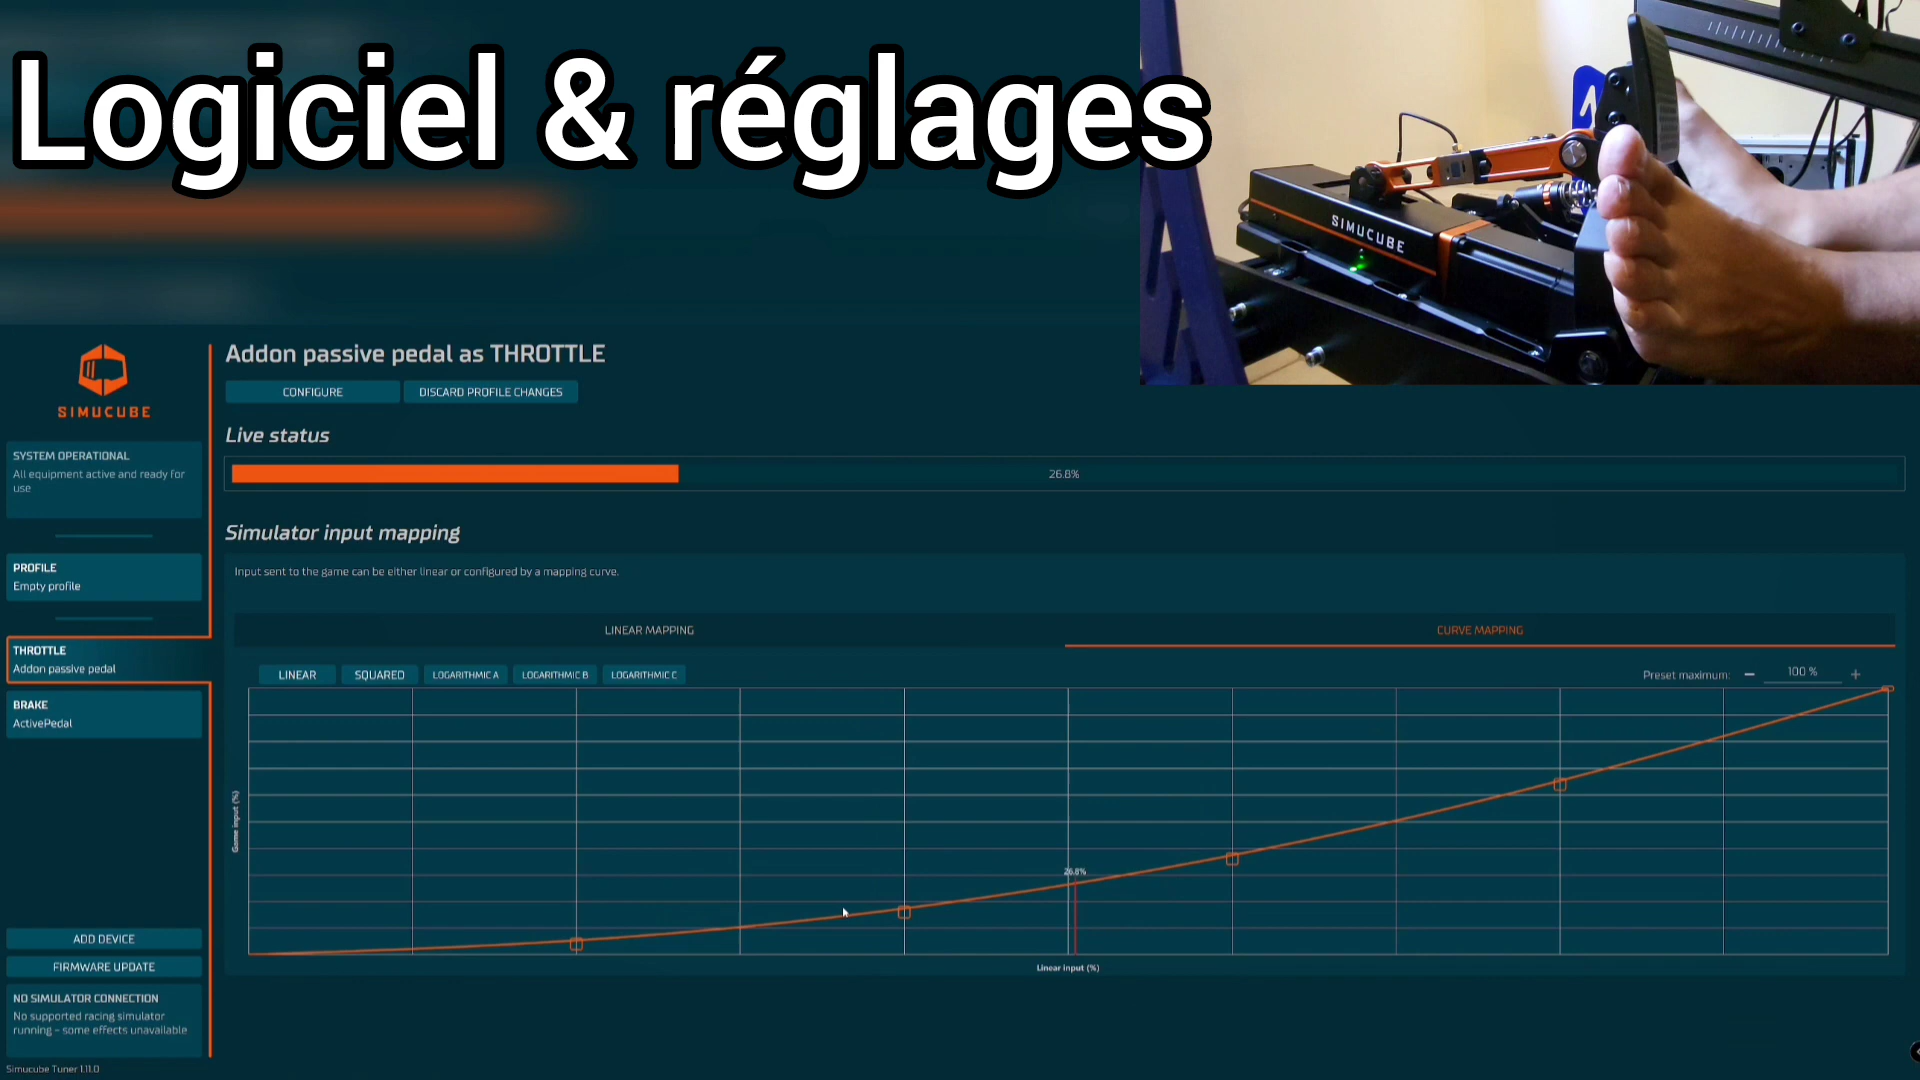 Logiciel & réglages
SIMUCUBE
SIMUCUBE
SYSTEM OPERATIONAL
All equipment active and ready for
use
PROFILE
Empty profile
THROTTLE
Addon passive pedal
BRAKE
ActivePedal
ADD DEVICE
FIRMWARE UPDATE
NO SIMULATOR CONNECTION
No supported racing simulator
running - some effects unavailable
Simucube Tuner 1.11.0
Addon passive pedal as THROTTLE
CONFIGURE
DISCARD PROFILE CHANGES
Live status
26.8%
Simulator input mapping
Input sent to the game can be either linear or configured by a mapping curve.
LINEAR MAPPING
CURVE MAPPING
LINEAR
SQUARED
LOGARITHMIC A
LOGARITHMIC B
LOGARITHMIC C
Preset maximum:
100 %
Game input (%)
26.8%
Linear input (%)